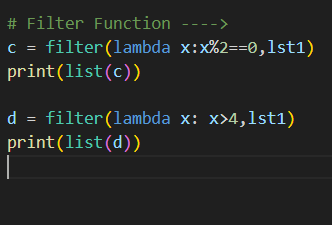 # Filter Function ---->
c = filter(lambda x:x%2==0,lst1)
print(list(c))
d = filter(lambda x: x>4,lst1)
print(list(d))